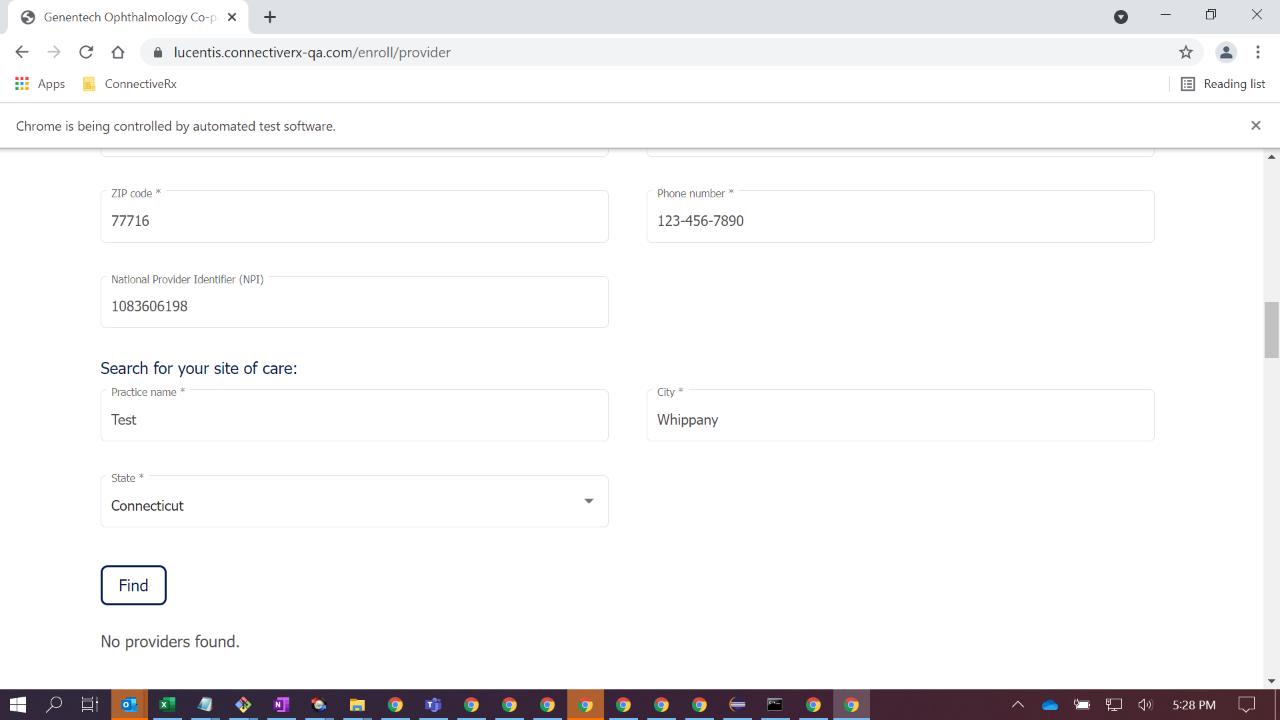 Genentech Ophthalmology Co-p
lucentis.connectiverx-qa.com/enroll/provider
Apps
ConnectiveRx
Reading list
Chrome is being controlled by automated test software.
ZIP code *
77716
Phone number *
123-456-7890
National Provider Identifier (NPI)
1083606198
Search for your site of care:
Practice name *
Test
City *
Whippany
State *
Connecticut
Find
No providers found.
5:28 PM